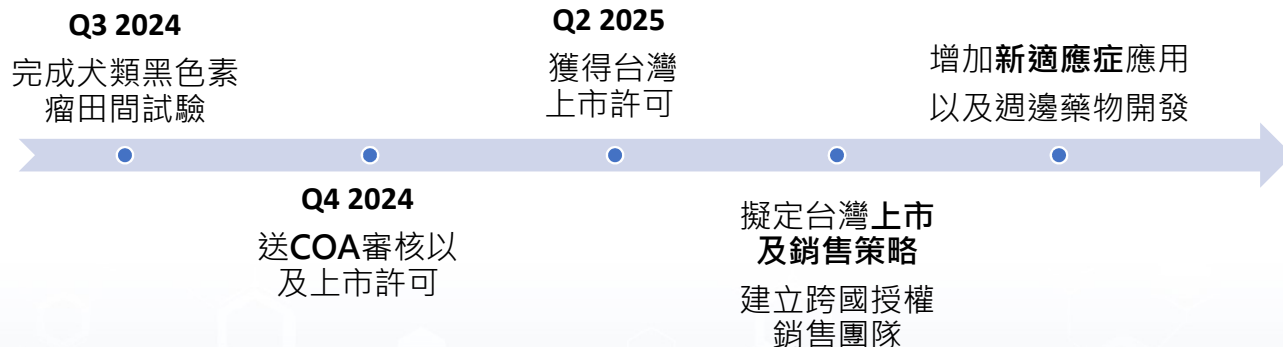 Q3 2024
完成犬類黑色素
瘤田間試驗
Q4 2024
送COA審核以
及上市許可
Q2 2025
獲得台灣
上市許可
擬定台灣上市
及銷售策略
建立跨國授權
銷售團隊
增加新適應症應用
以及週邊藥物開發